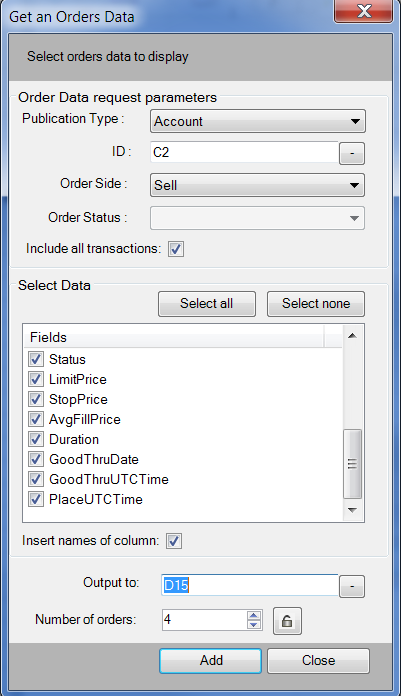 Get an Orders Data
Select orders data to display
Order Data request parameters
Publication Type : Account
ID : C2 -
Order Side : Sell
Order Status :
Include all transactions:
Select Data
Select all Select none
Fields
Status
LimitPrice
StopPrice
AvgFillPrice
Duration
GoodThruDate
GoodThruUTCTime
PlaceUTCTime
Insert names of column:
Output to: D15 -
Number of orders: 4
Add Close